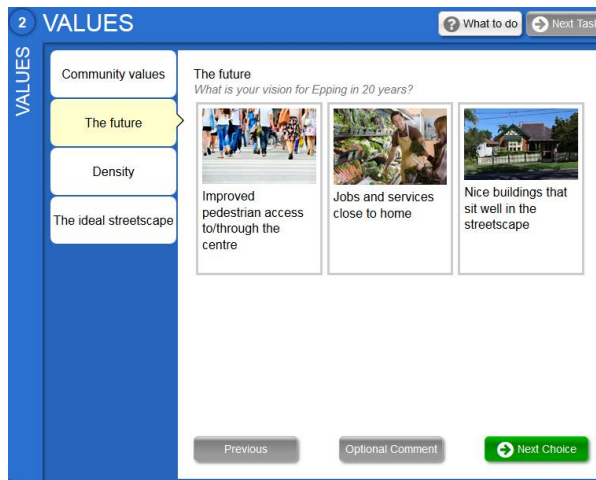 2 VALUES
What to do
Next Task
VALUES
Community values
The future
Density
The ideal streetscape
The future
What is your vision for Epping in 20 years?
Improved
pedestrian access
to/through the
centre
Jobs and services
close to home
Nice buildings that
sit well in the
streetscape
Previous
Optional Comment
Next Choice